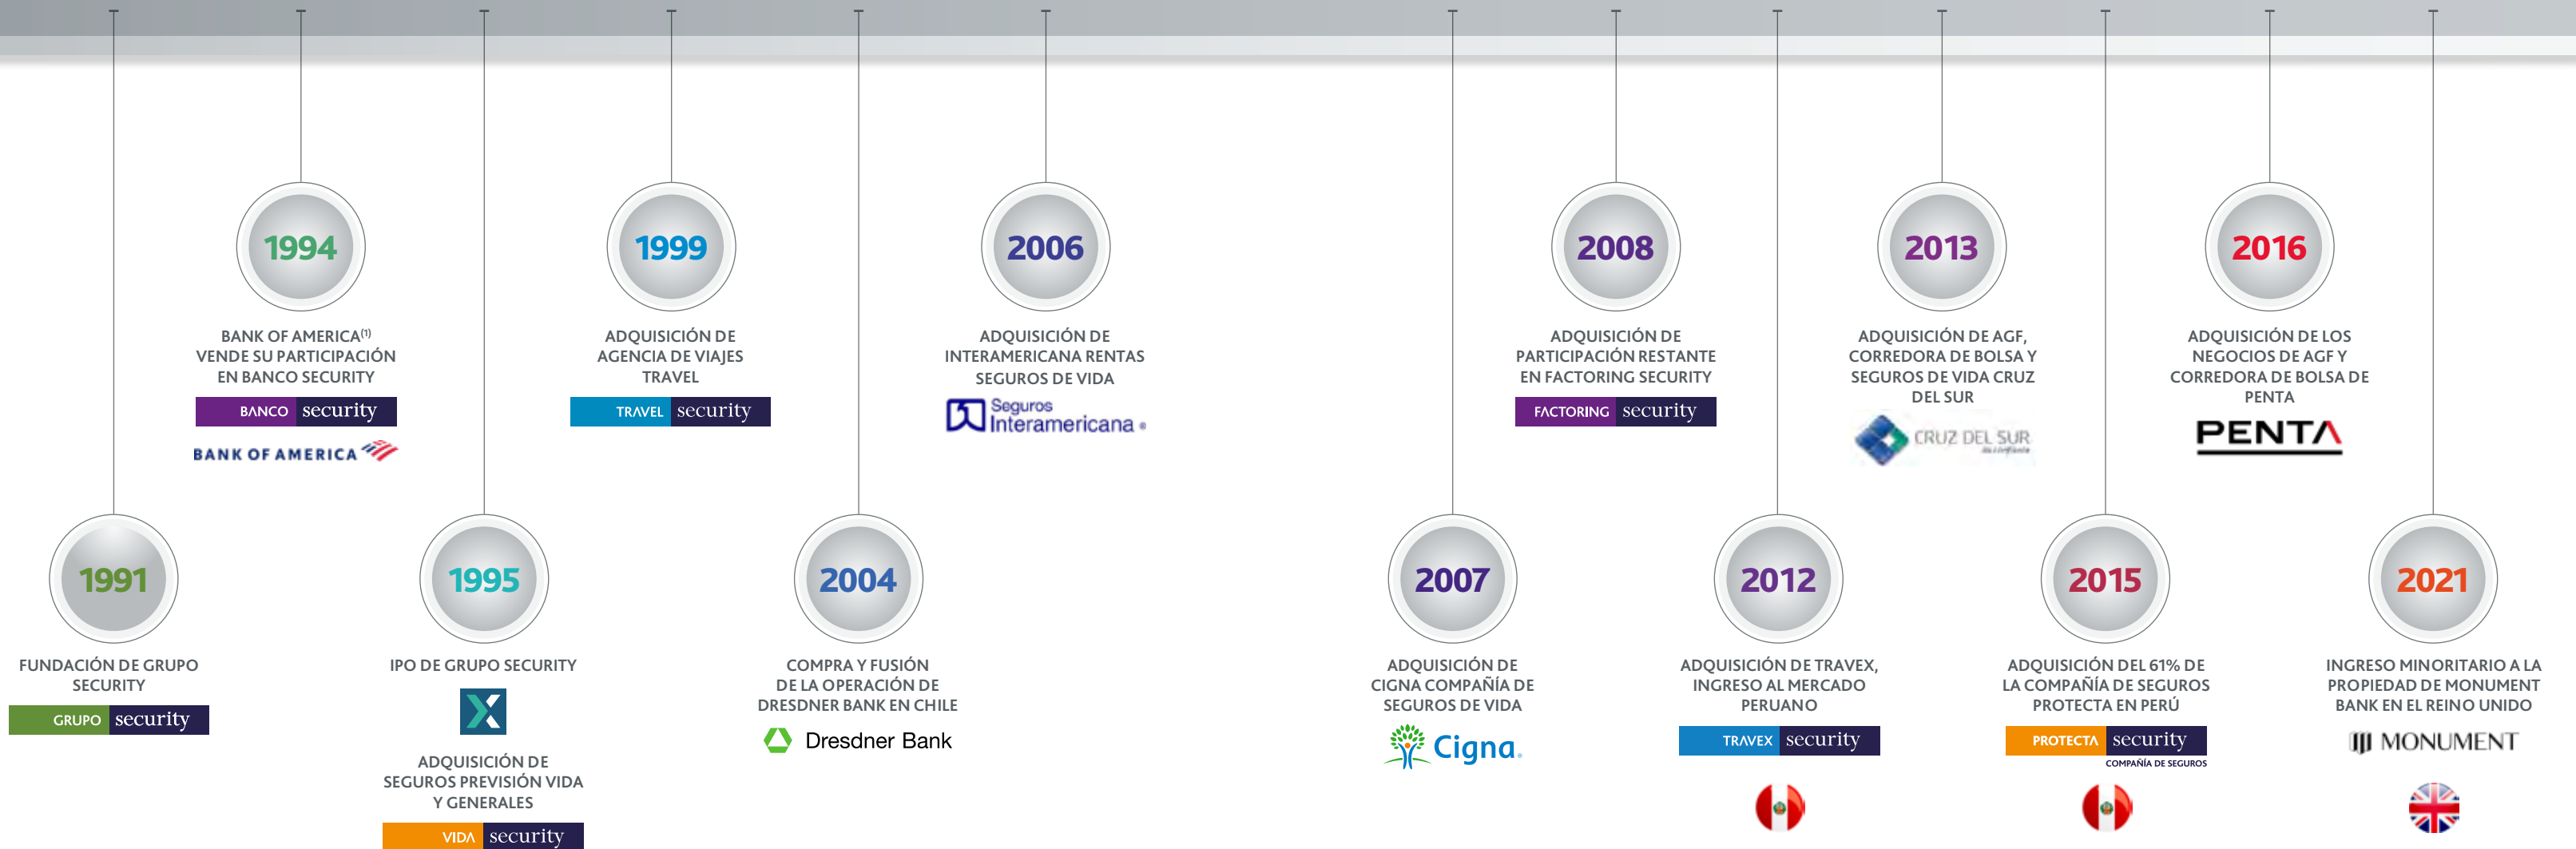 1991
FUNDACIÓN DE GRUPO
SECURITY
GRUPO security
1994
BANK OF AMERICA(1)
VENDE SU PARTICIPACIÓN
EN BANCO SECURITY
BANCO security
BANK OF AMERICA
1995
IPO DE GRUPO SECURITY
ADQUISICIÓN DE
SEGUROS PREVISIÓN VIDA
Y GENERALES
VIDA security
1999
ADQUISICIÓN DE
AGENCIA DE VIAJES
TRAVEL
TRAVEL security
2004
COMPRA Y FUSIÓN
DE LA OPERACIÓN DE
DRESDNER BANK EN CHILE
Dresdner Bank
2006
ADQUISICIÓN DE
INTERAMERICANA RENTAS
SEGUROS DE VIDA
Seguros
Interamericana ®
2007
ADQUISICIÓN DE
CIGNA COMPAÑÍA DE
SEGUROS DE VIDA
Cigna®
2008
ADQUISICIÓN DE
PARTICIPACIÓN RESTANTE
EN FACTORING SECURITY
FACTORING security
2012
ADQUISICIÓN DE TRAVEX,
INGRESO AL MERCADO
PERUANO
TRAVEX security
2013
ADQUISICIÓN DE AGF,
CORREDORA DE BOLSA Y
SEGUROS DE VIDA CRUZ
DEL SUR
CRUZ DEL SUR
2015
ADQUISICIÓN DEL 61% DE
LA COMPAÑÍA DE SEGUROS
PROTECTA EN PERÚ
PROTECTA security
COMPAÑÍA DE SEGUROS
2016
ADQUISICIÓN DE LOS
NEGOCIOS DE AGF Y
CORREDORA DE BOLSA DE
PENTA
PENTA
2021
INGRESO MINORITARIO A LA
PROPIEDAD DE MONUMENT
BANK EN EL REINO UNIDO
MONUMENT